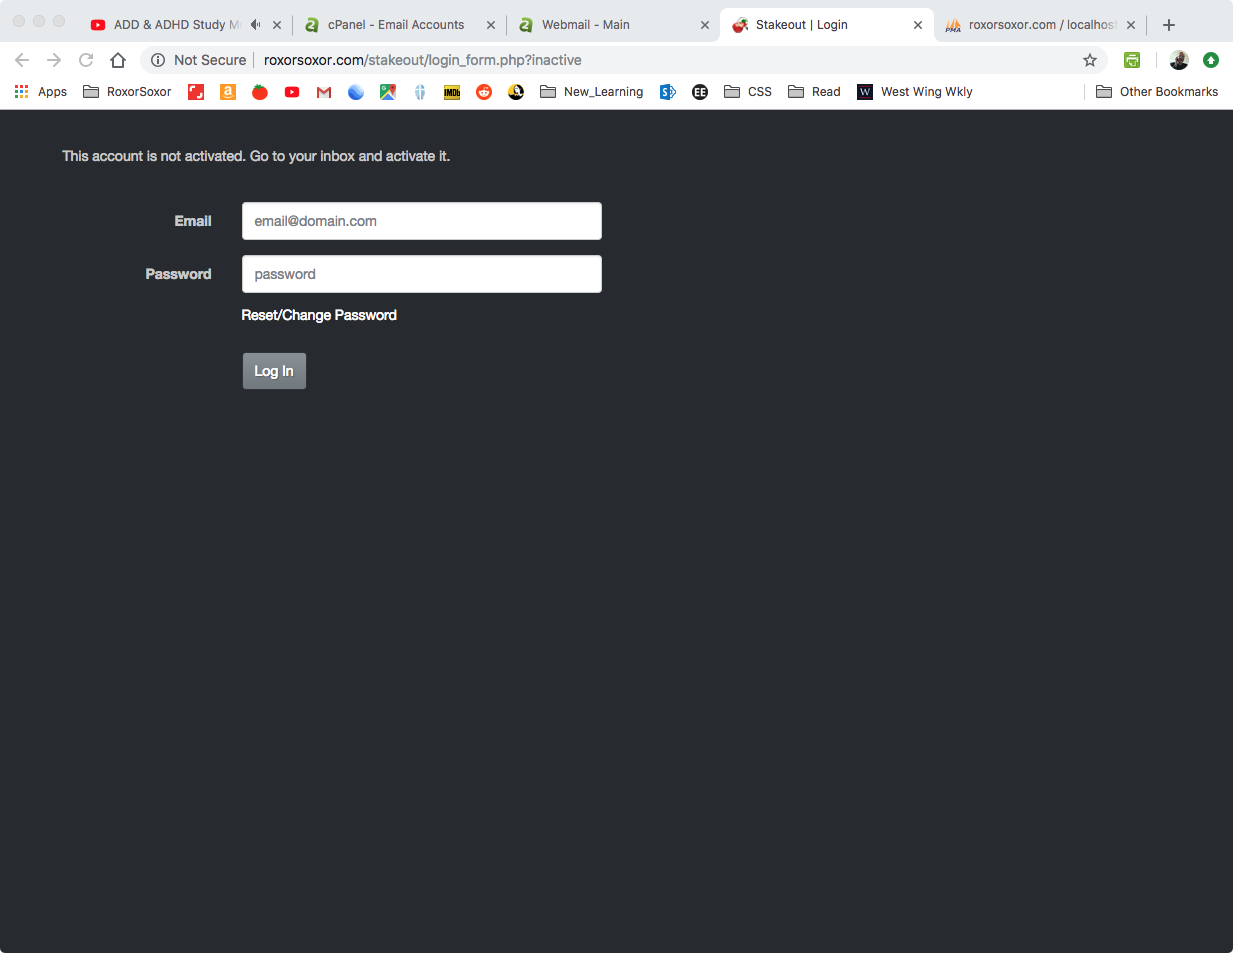 ADD & ADHD Study M
cPanel - Email Accounts
Webmail - Main
Stakeout | Login
roxorsoxor.com / localhost
Not Secure
roxorsoxor.com/stakeout/login_form.php?inactive
Apps
RoxorSoxor
New_Learning
EE
CSS
Read
W
West Wing Wkly
Other Bookmarks
This account is not activated. Go to your inbox and activate it.
Email
email@domain.com
Password
password
Reset/Change Password
Log In